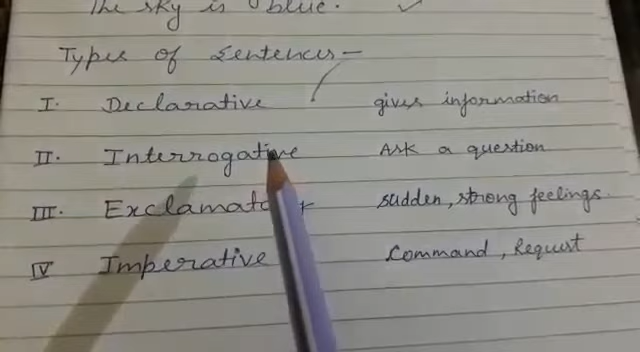 The sky is blue. ✓
Types of Sentences –
I. Declarative gives information
II. Interrogative Ask a question
III. sudden, strong feelings.
IV Imperative Command, Request